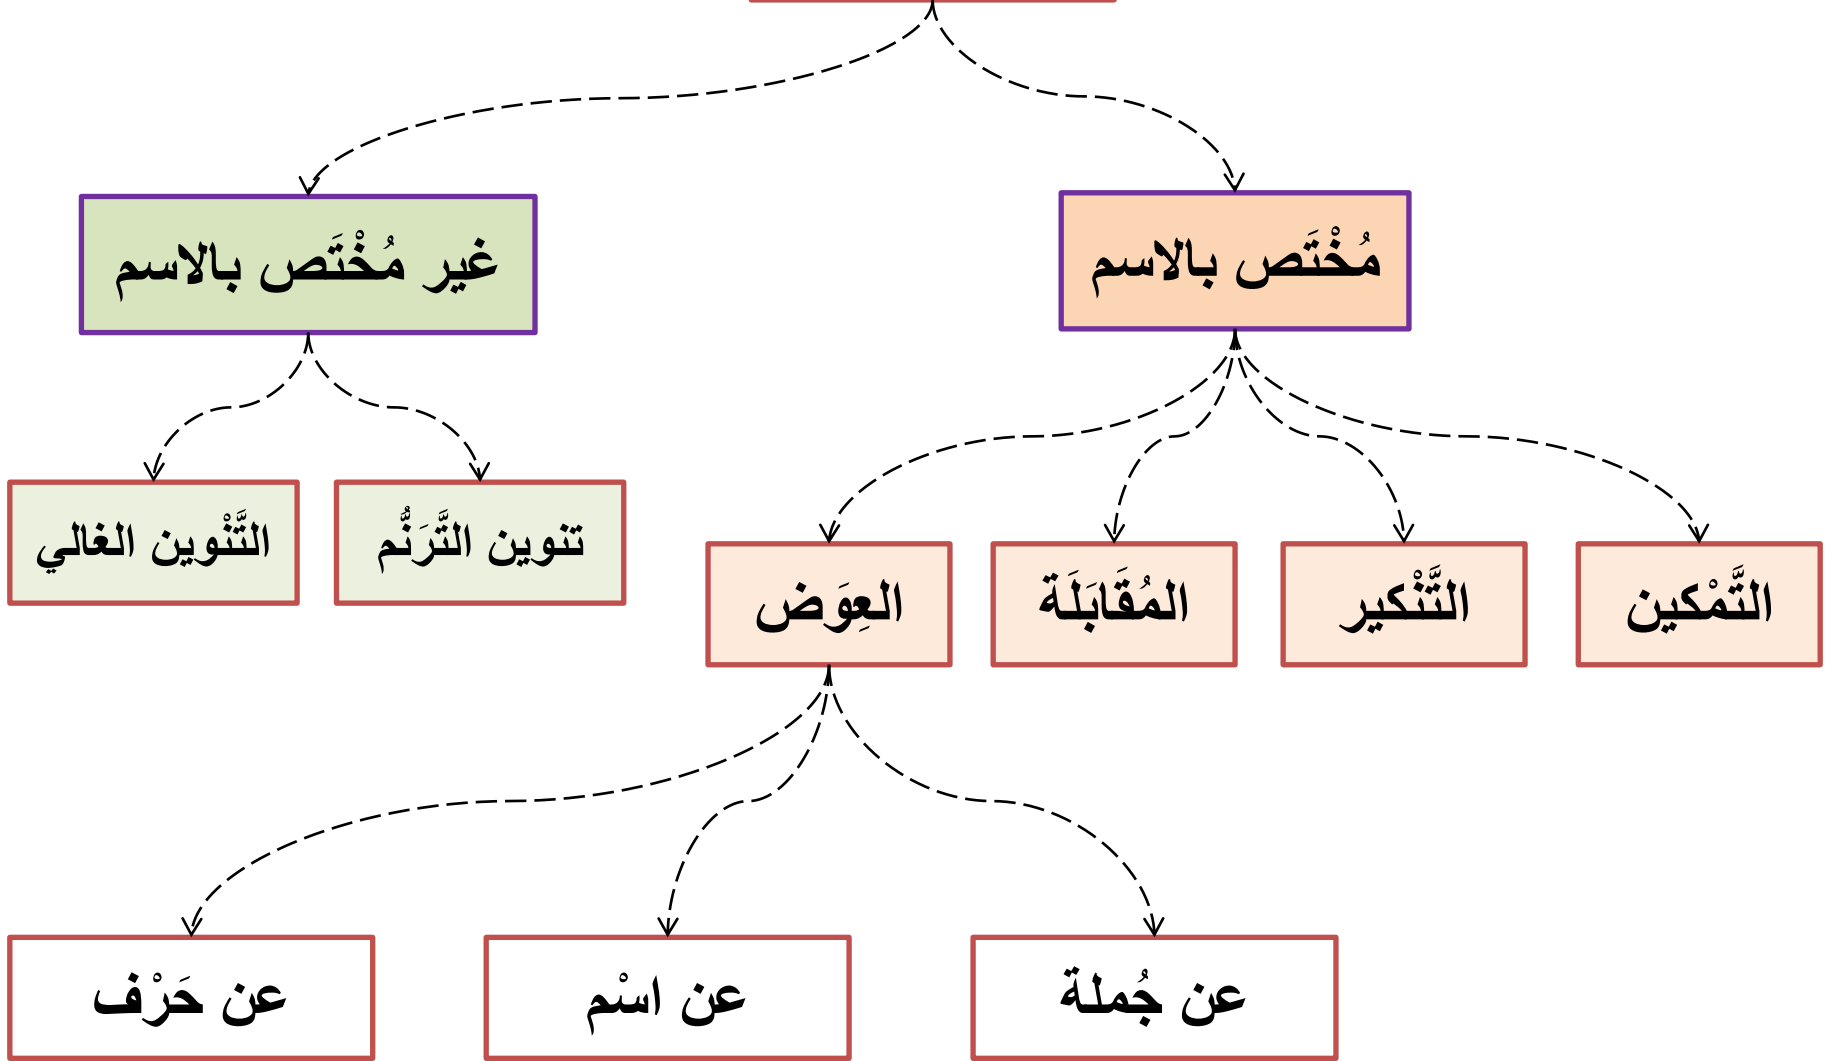 مُخْتَص بالاسم
غير مُخْتَص بالاسم
تنوين التَّرَنُّم
التَّنْوين الغالي
التَّمْكين
التَّنْكير
المُقَابَلَة
العِوَض
عن جُملة
عن اسْم
عن حَرْف